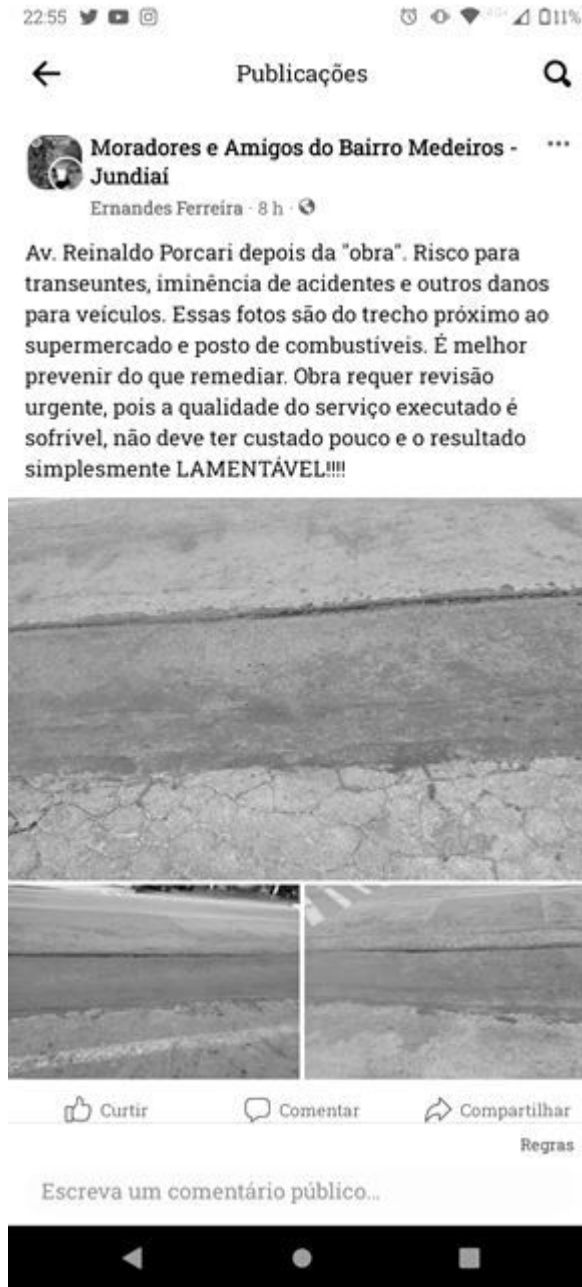 22:55
11%
Publicações
Moradores e Amigos do Bairro Medeiros -
Jundiaí
Ernandes Ferreira · 8 h ·
Av. Reinaldo Porcari depois da "obra". Risco para
transeuntes, iminência de acidentes e outros danos
para veículos. Essas fotos são do trecho próximo ao
supermercado e posto de combustíveis. É melhor
prevenir do que remediar. Obra requer revisão
urgente, pois a qualidade do serviço executado é
sofrível, não deve ter custado pouco e o resultado
simplesmente LAMENTÁVEL!!!!
Curtir
Comentar
Compartilhar
Regras
Escreva um comentário público...